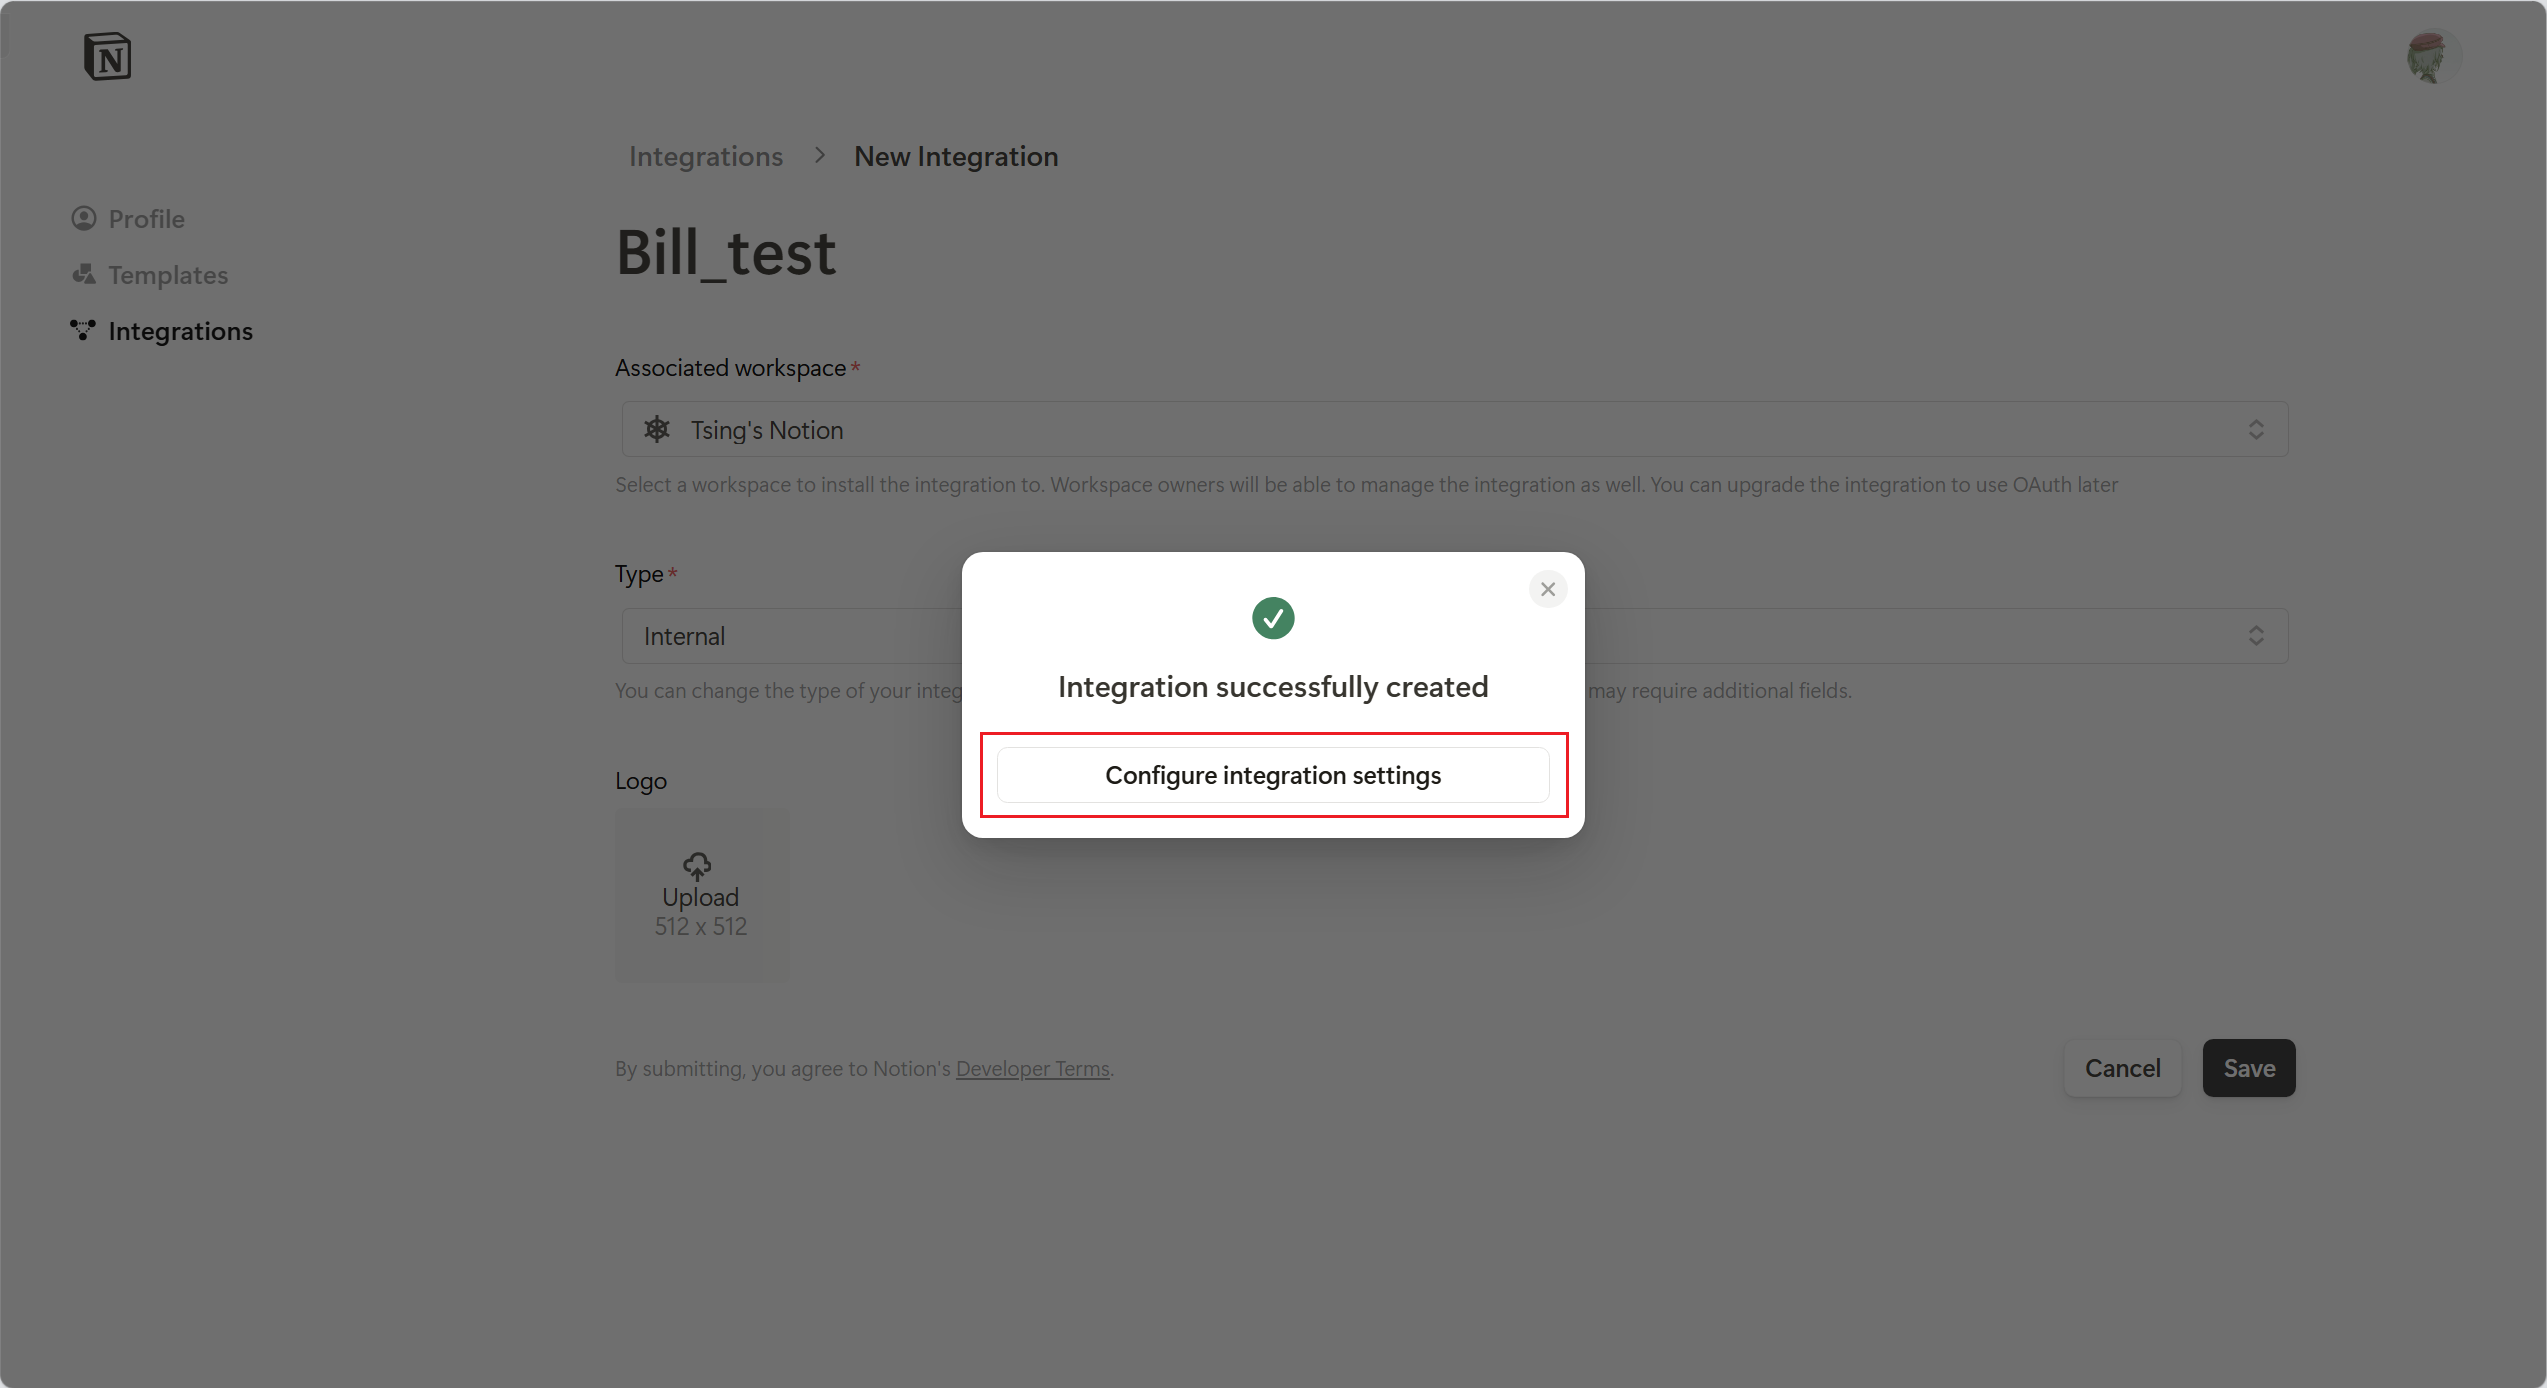 N
Integrations > New Integration
Profile
Templates
Integrations
Bill_test
Associated workspace*
Tsing's Notion
Select a workspace to install the integration to. Workspace owners will be able to manage the integration as well. You can upgrade the integration to use OAuth later
Type*
Internal
You can change the type of your integ
may require additional fields.
Integration successfully created
Configure integration settings
Logo
Upload
512 x 512
By submitting, you agree to Notion's Developer Terms.
Cancel
Save